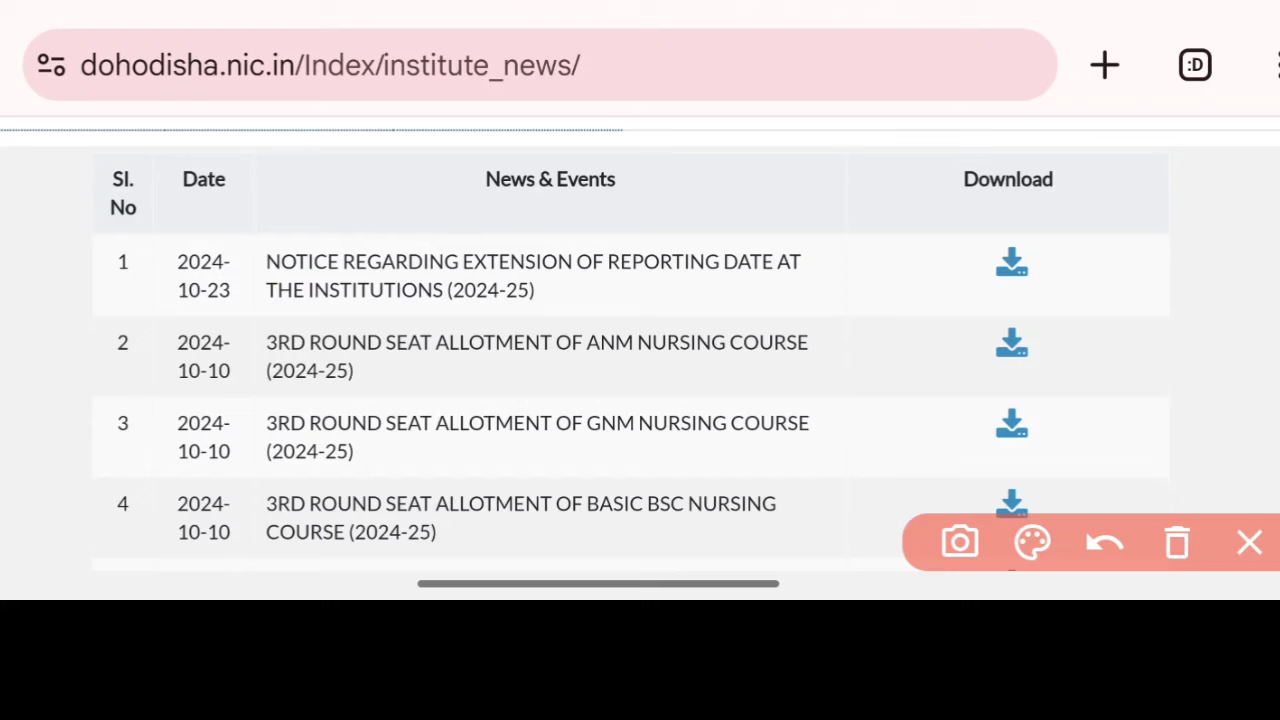 dohodisha.nic.in/Index/institute_news/
:D
Sl.
No
Date
News & Events
Download
1
2024-
10-23
NOTICE REGARDING EXTENSION OF REPORTING DATE AT
THE INSTITUTIONS (2024-25)
2
2024-
10-10
3RD ROUND SEAT ALLOTMENT OF ANM NURSING COURSE
(2024-25)
3
2024-
10-10
3RD ROUND SEAT ALLOTMENT OF GNM NURSING COURSE
(2024-25)
4
2024-
10-10
3RD ROUND SEAT ALLOTMENT OF BASIC BSC NURSING
COURSE (2024-25)